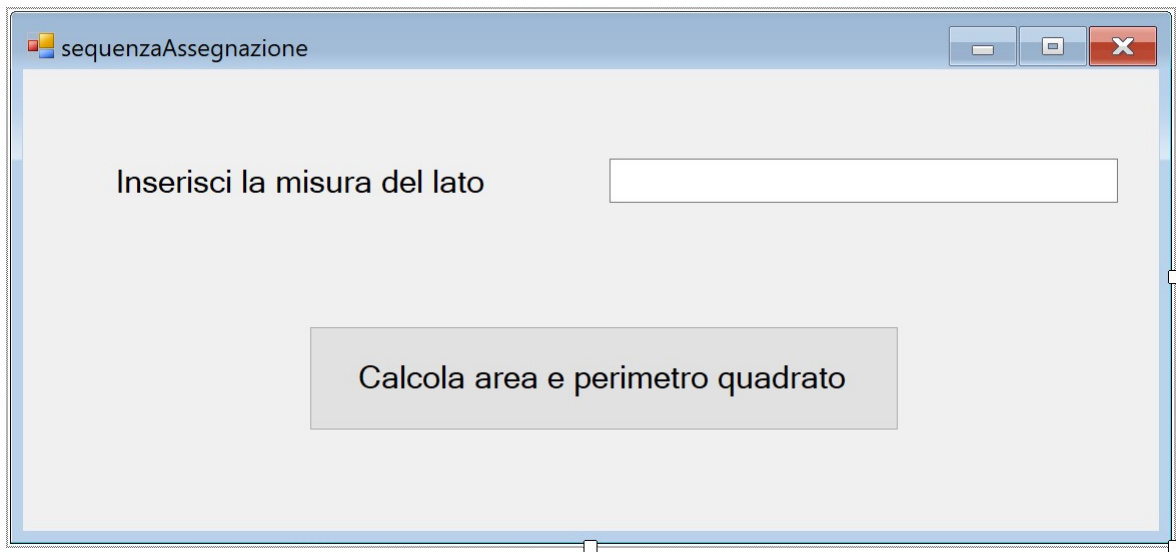 sequenzaAssegnazione
Inserisci la misura del lato
Calcola area e perimetro quadrato